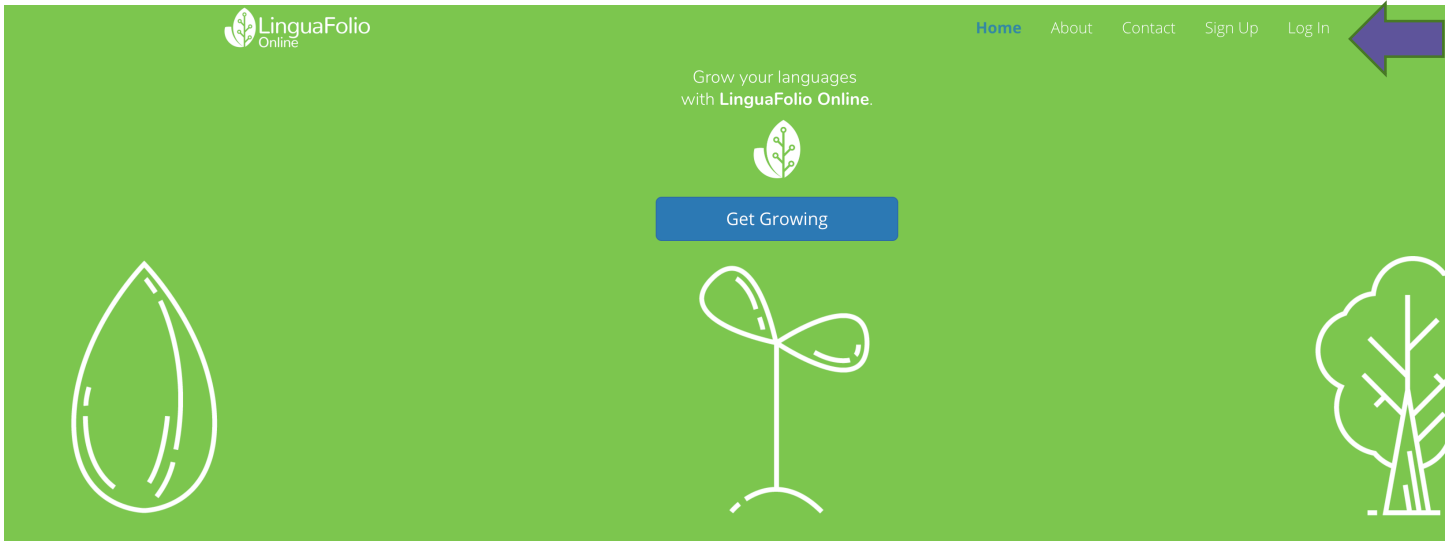 LinguaFolio
Online
Home About Contact Sign Up Log In
Grow your languages
with LinguaFolio Online.
Get Growing